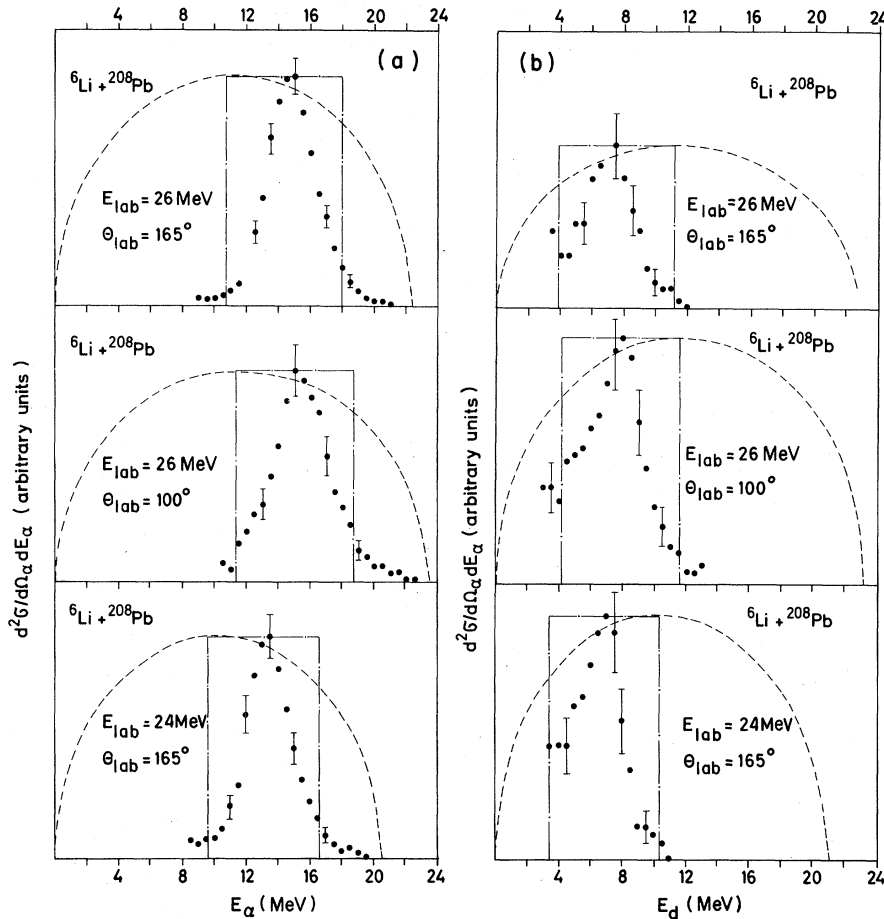 4 8 12 16 20 24
4 8 12 16 20 24
(a)
⁶Li + ²⁰⁸Pb
E lab = 26 MeV
Θ lab = 165°
(b)
⁶Li + ²⁰⁸Pb
E lab = 26 MeV
Θ lab = 165°
⁶Li + ²⁰⁸Pb
E lab = 26 MeV
Θ lab = 100°
⁶Li + ²⁰⁸Pb
E lab = 26 MeV
Θ lab = 100°
⁶Li + ²⁰⁸Pb
E lab = 24 MeV
Θ lab = 165°
⁶Li + ²⁰⁸Pb
E lab = 24 MeV
Θ lab = 165°
d²σ/dΩα dEα (arbitrary units)
d²σ/dΩα dEα (arbitrary units)
4 8 12 16 20 24
4 8 12 16 20 24
Eα (MeV)
Ed (MeV)